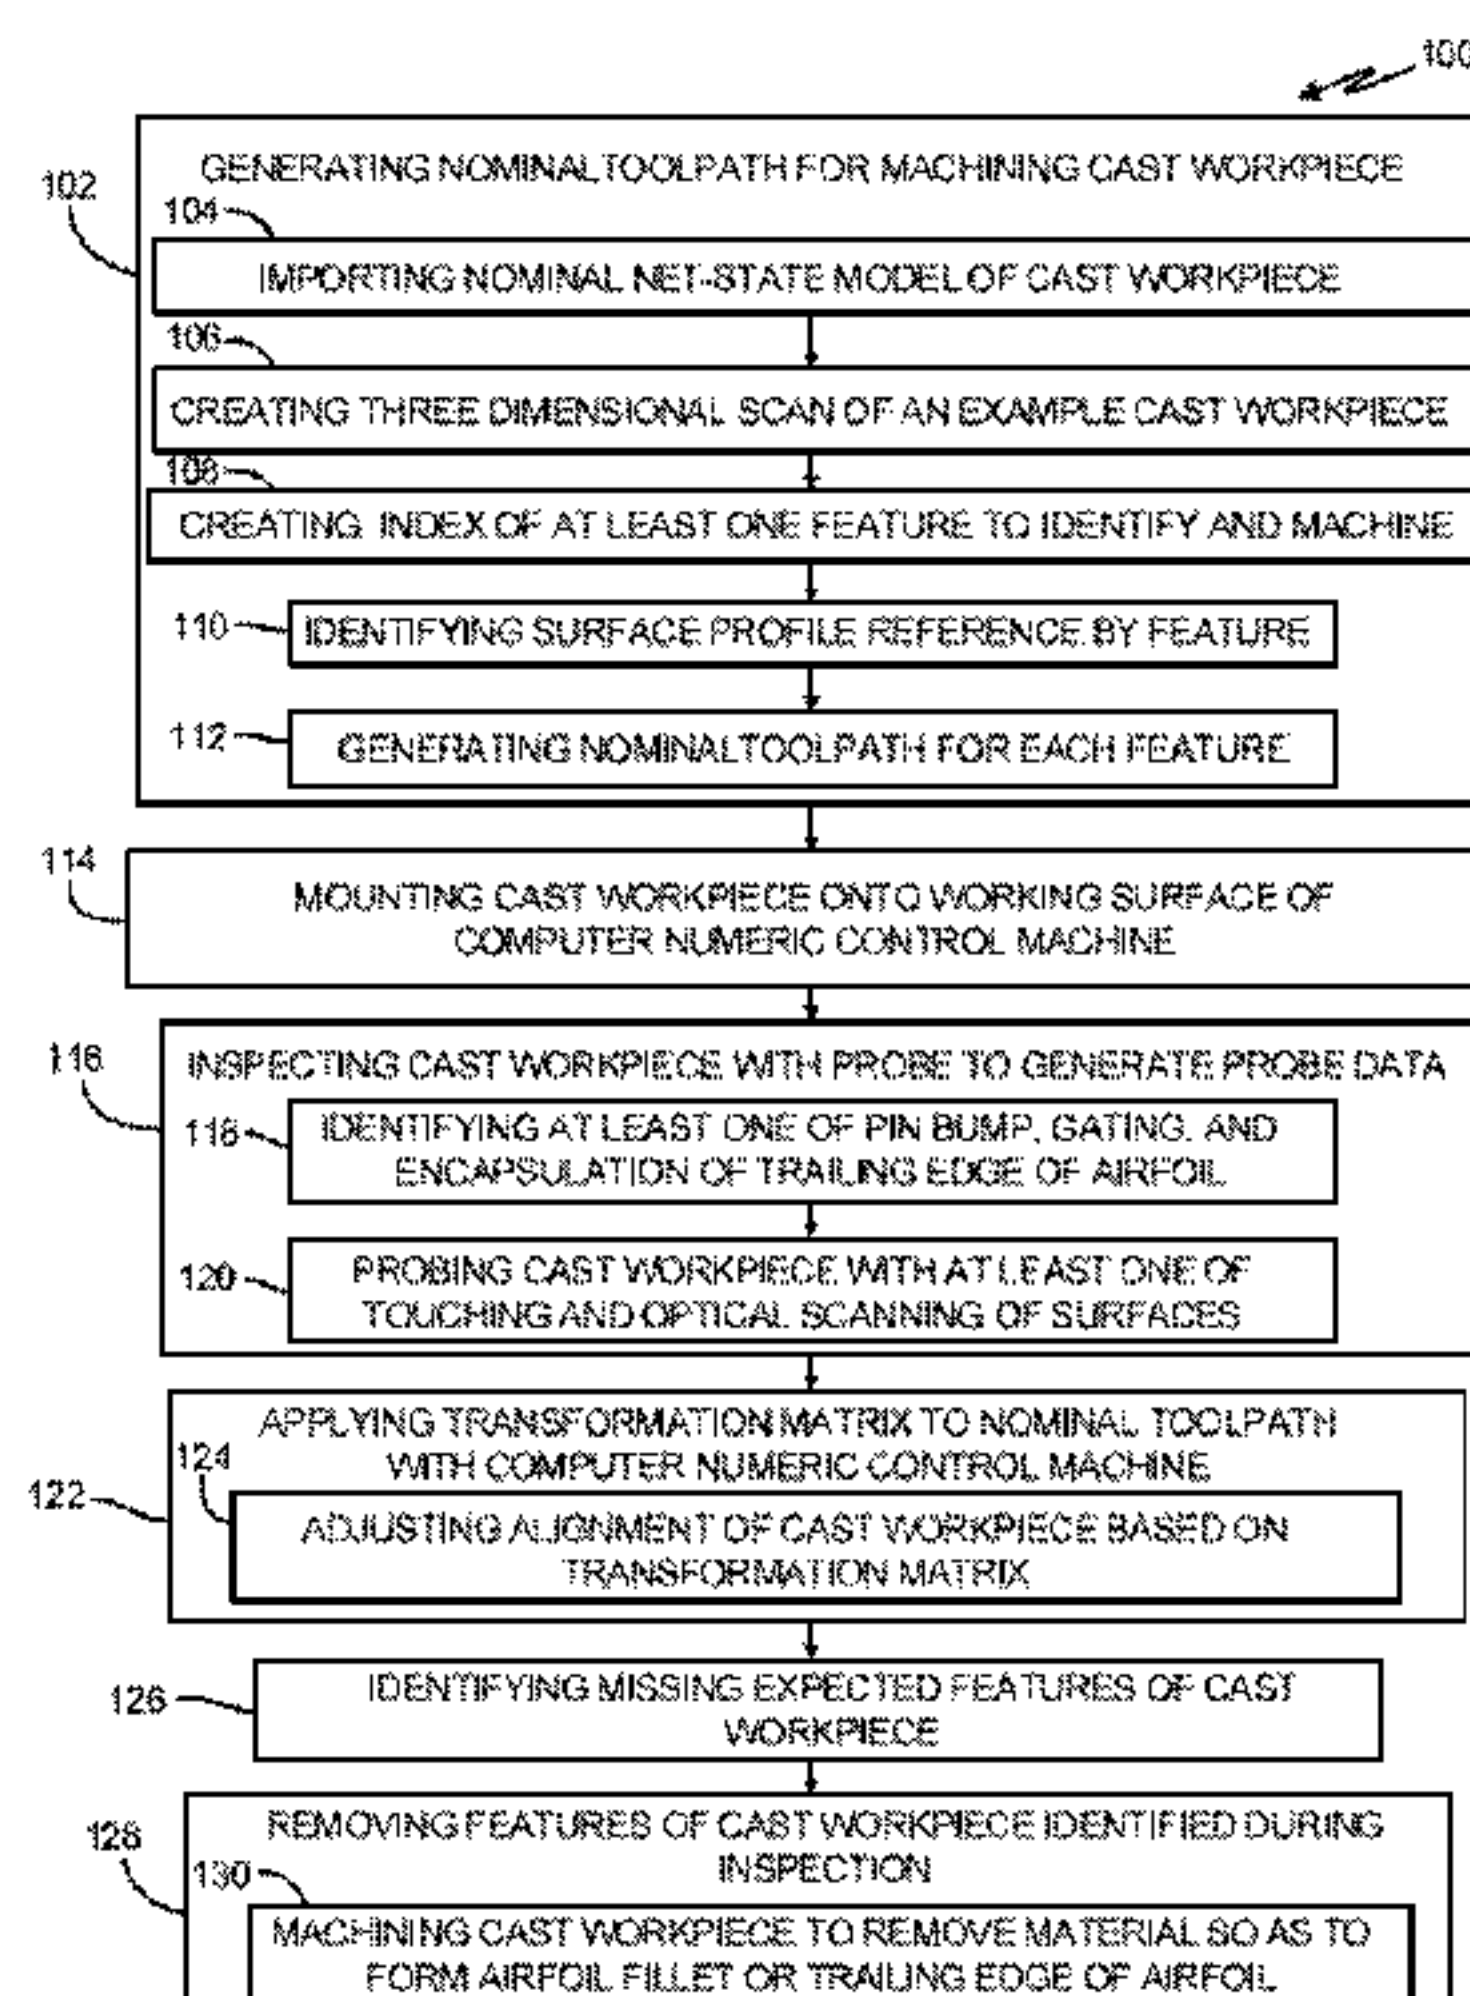 100
GENERATING NOMINAL TOOLPATH FOR MACHINING CAST WORKPIECE
102
104
IMPORTING NOMINAL NET-STATE MODEL OF CAST WORKPIECE
106
CREATING THREE DIMENSIONAL SCAN OF AN EXAMPLE CAST WORKPIECE
108
CREATING INDEX OF AT LEAST ONE FEATURE TO IDENTIFY AND MACHINE
110
IDENTIFYING SURFACE PROFILE REFERENCE BY FEATURE
112
GENERATING NOMINAL TOOLPATH FOR EACH FEATURE
114
MOUNTING CAST WORKPIECE ONTO WORKING SURFACE OF
COMPUTER NUMERIC CONTROL MACHINE
116
INSPECTING CAST WORKPIECE WITH PROBE TO GENERATE PROBE DATA
118
IDENTIFYING AT LEAST ONE OF PIN BUMP, GATING, AND
ENCAPSULATION OF TRAILING EDGE OF AIRFOIL
120
PROBING CAST WORKPIECE WITH AT LEAST ONE OF
TOUCHING AND OPTICAL SCANNING OF SURFACES
122
APPLYING TRANSFORMATION MATRIX TO NOMINAL TOOLPATH
WITH COMPUTER NUMERIC CONTROL MACHINE
124
ADJUSTING ALIGNMENT OF CAST WORKPIECE BASED ON
TRANSFORMATION MATRIX
126
IDENTIFYING MISSING EXPECTED FEATURES OF CAST
WORKPIECE
128
REMOVING FEATURES OF CAST WORKPIECE IDENTIFIED DURING
INSPECTION
130
MACHINING CAST WORKPIECE TO REMOVE MATERIAL SO AS TO
FORM AIRFOIL FILLET OR TRAILING EDGE OF AIRFOIL